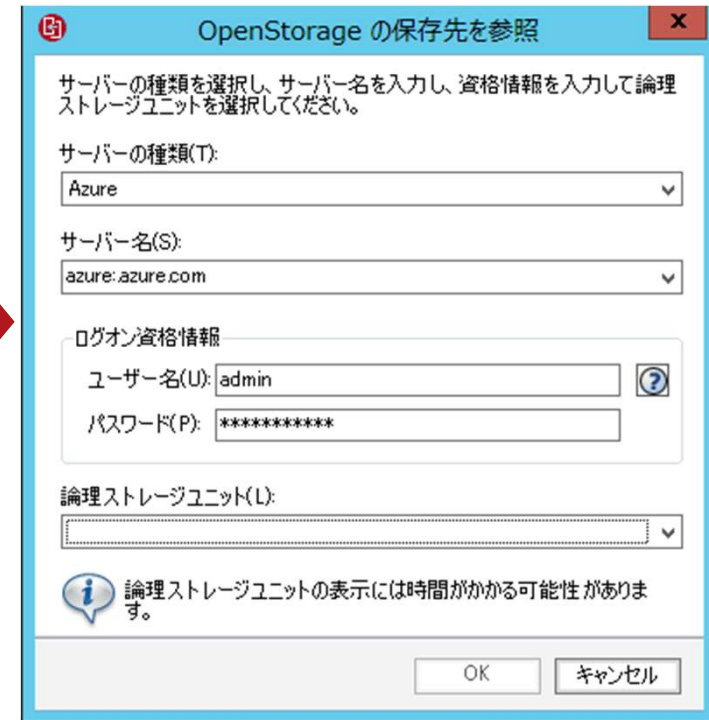 OpenStorage の保存先を参照
x
サーバーの種類を選択し、サーバー名を入力し、資格情報を入力して論理
ストレージユニットを選択してください。
サーバーの種類(T):
Azure
サーバー名(S):
azure:azure.com
ログオン資格情報
ユーザー名(U): admin
?
パスワード(P): ***********
論理ストレージユニット(L):
i
論理ストレージユニットの表示には時間がかかる可能性がありま
す。
OK キャンセル